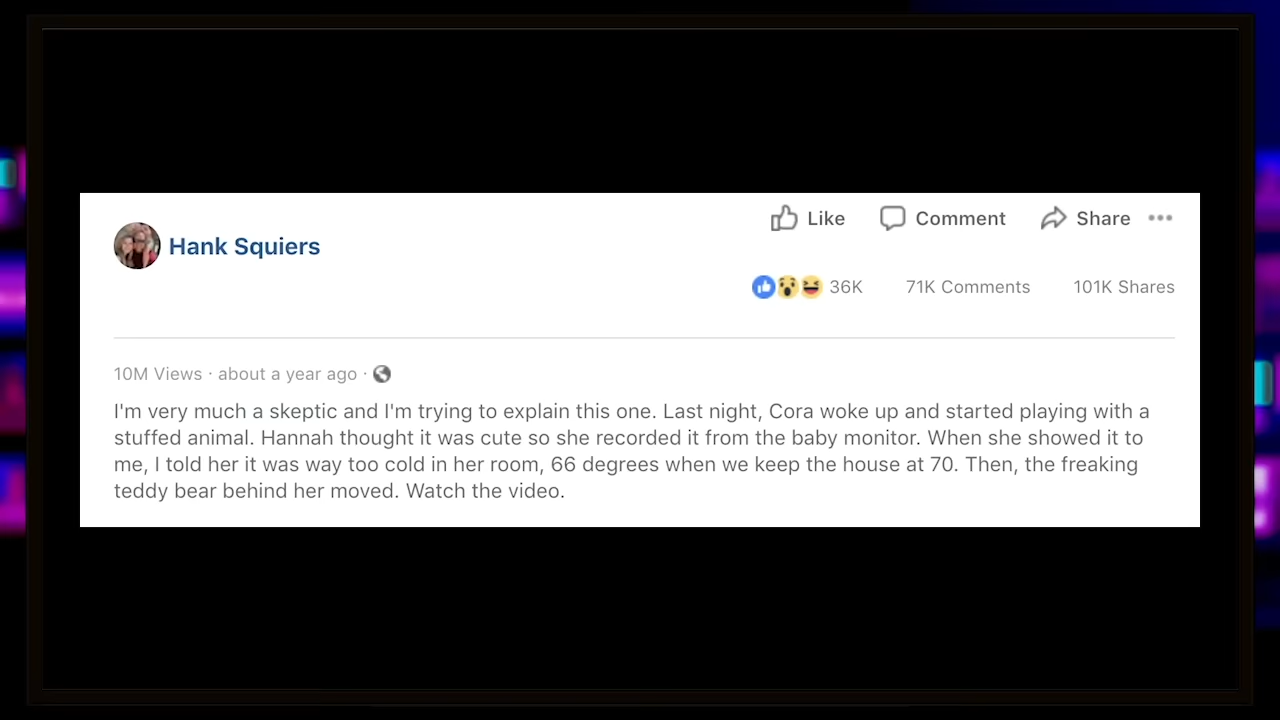 Hank Squiers
Like Comment Share
36K 71K Comments 101K Shares
10M Views · about a year ago ·
I'm very much a skeptic and I'm trying to explain this one. Last night, Cora woke up and started playing with a
stuffed animal. Hannah thought it was cute so she recorded it from the baby monitor. When she showed it to
me, I told her it was way too cold in her room, 66 degrees when we keep the house at 70. Then, the freaking
teddy bear behind her moved. Watch the video.